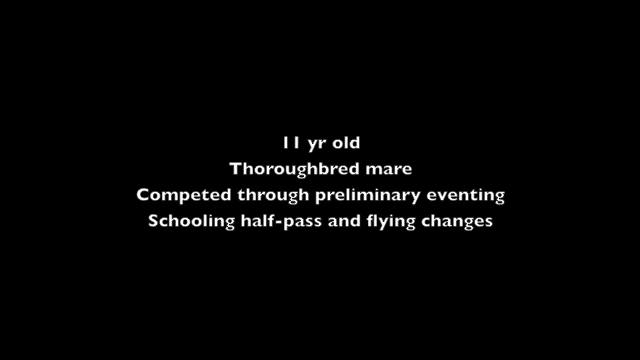 11 yr old
Thoroughbred mare
Competed through preliminary eventing
Schooling half-pass and flying changes